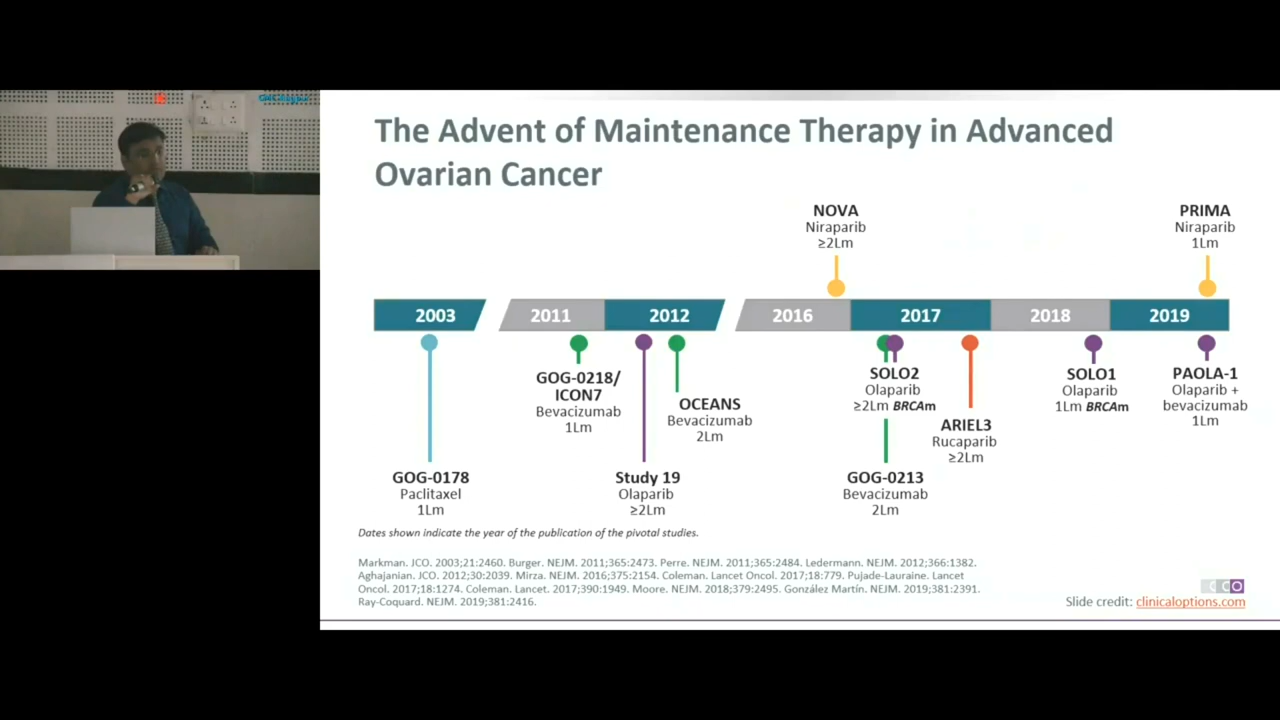 The Advent of Maintenance Therapy in Advanced
Ovarian Cancer
NOVA
Niraparib
≥2Lm
PRIMA
Niraparib
1Lm
2003
2011
2012
2016
2017
2018
2019
GOG-0218/
ICON7
Bevacizumab
1Lm
OCEANS
Bevacizumab
2Lm
SOLO2
Olaparib
≥2Lm BRCAm
ARIEL3
Rucaparib
≥2Lm
SOLO1
Olaparib
1Lm BRCAm
PAOLA-1
Olaparib +
bevacizumab
1Lm
GOG-0178
Paclitaxel
1Lm
Study 19
Olaparib
≥2Lm
GOG-0213
Bevacizumab
2Lm
Dates shown indicate the year of the publication of the pivotal studies.
Markman. JCO. 2003;21:2460. Burger. NEJM. 2011;365:2473. Perre. NEJM. 2011;365:2484. Ledermann. NEJM. 2012;366:1382.
Aghajanian. JCO. 2012;30:2039. Mirza. NEJM. 2016;375:2154. Coleman. Lancet Oncol. 2017;18:779. Pujade-Lauraine. Lancet
Oncol. 2017;18:1274. Coleman. Lancet. 2017;390:1949. Moore. NEJM. 2018;379:2495. González Martín. NEJM. 2019;381:2391.
Ray-Coquard. NEJM. 2019;381:2416.
CCO
Slide credit: clinicaloptions.com